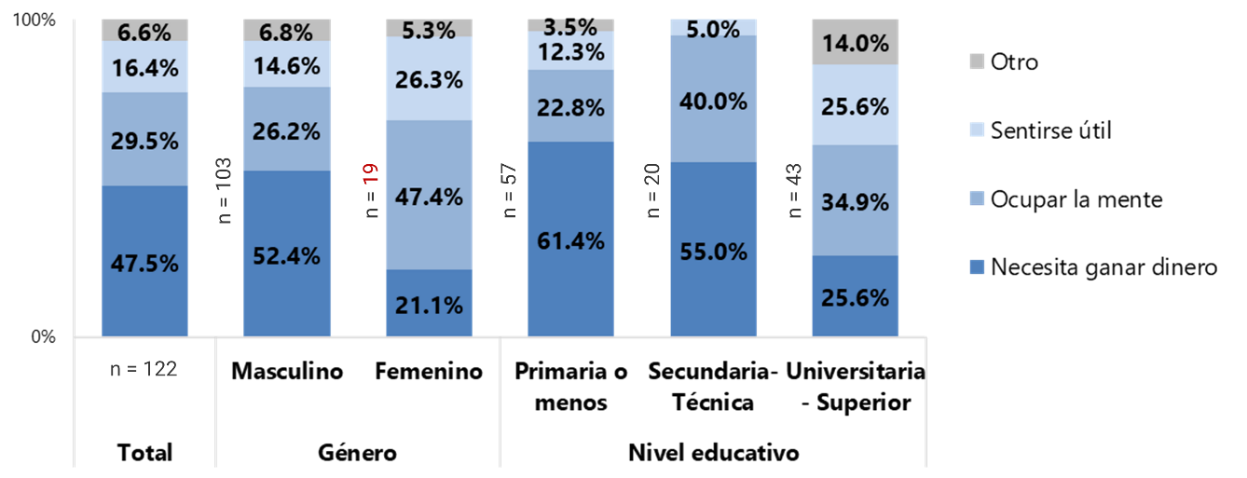 100%
6.6%
6.8%
5.3%
3.5%
5.0%
14.0%
Otro
16.4%
14.6%
26.3%
12.3%
25.6%
Sentirse útil
29.5%
26.2%
47.4%
22.8%
40.0%
34.9%
Ocupar la mente
47.5%
52.4%
21.1%
61.4%
55.0%
25.6%
Necesita ganar dinero
n = 103
n = 19
n = 57
n = 20
n = 43
0%
n = 122
Masculino
Femenino
Primaria o
menos
Secundaria-
Técnica
Universitaria
- Superior
Total
Género
Nivel educativo